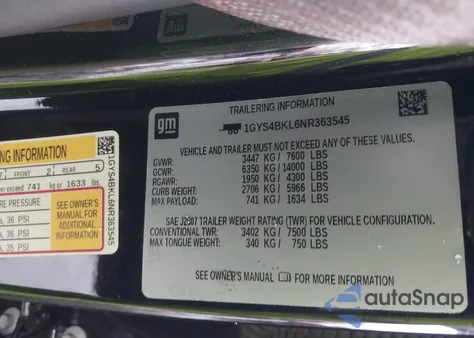 TRAILERING INFORMATION
gm
1GYS4BKL6NR363545
VEHICLE AND TRAILER MUST NOT EXCEED ANY OF THESE VALUES.
GVWR: 3447 KG / 7600 LBS
GCWR: 6350 KG / 14000 LBS
RGAWR: 1950 KG / 4300 LBS
CURB WEIGHT: 2706 KG / 5966 LBS
MAX PAYLOAD: 741 KG / 1634 LBS
SAE J2807 TRAILER WEIGHT RATING (TWR) FOR VEHICLE CONFIGURATION.
CONVENTIONAL TWR: 3402 KG / 7500 LBS
MAX TONGUE WEIGHT: 340 KG / 750 LBS
SEE OWNER'S MANUAL FOR MORE INFORMATION.
ING INFORMATION
2 REAR 5
exceed 741 kg or 1633 lbs.
RE PRESSURE
36 PSI
36 PSI
35 PSI
SEE OWNER'S
MANUAL FOR
ADDITIONAL
INFORMATION
1GYS4BKL6NR363545
autoSnap